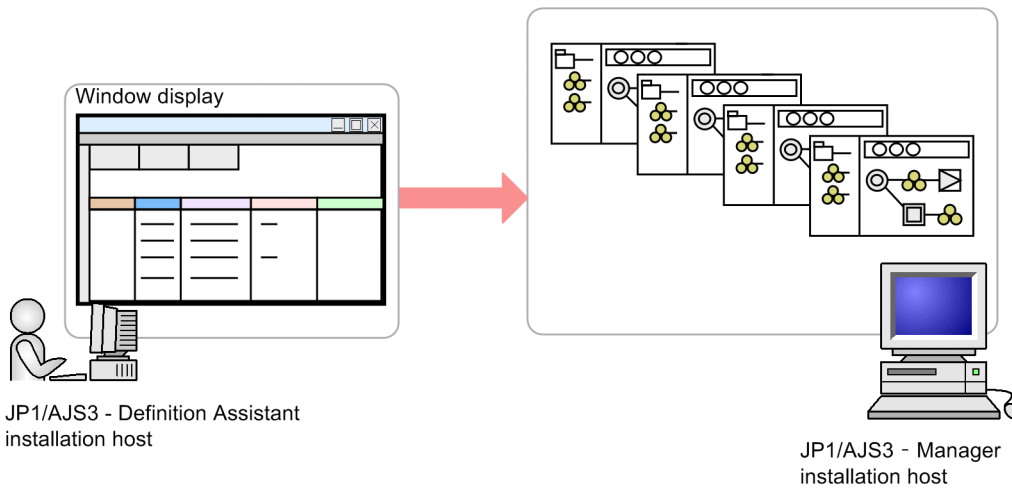 Window display
JP1/AJS3 - Definition Assistant
installation host
JP1/AJS3 - Manager
installation host